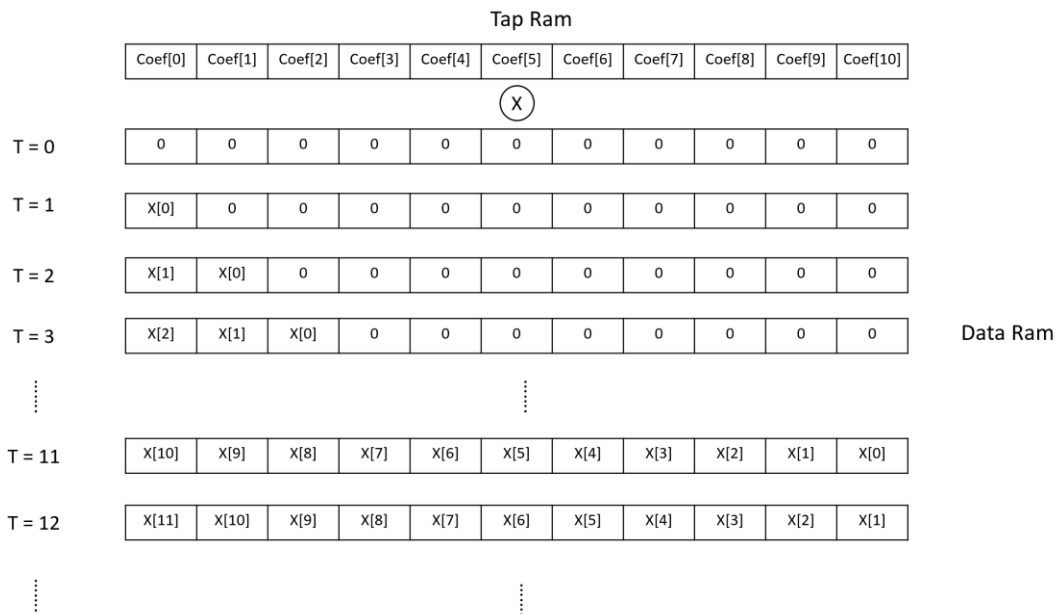 Tap Ram
Coef[0] Coef[1] Coef[2] Coef[3] Coef[4] Coef[5] Coef[6] Coef[7] Coef[8] Coef[9] Coef[10]
X
T = 0 0 0 0 0 0 0 0 0 0 0 0
T = 1 X[0] 0 0 0 0 0 0 0 0 0 0
T = 2 X[1] X[0] 0 0 0 0 0 0 0 0 0
T = 3 X[2] X[1] X[0] 0 0 0 0 0 0 0 0 Data Ram
T = 11 X[10] X[9] X[8] X[7] X[6] X[5] X[4] X[3] X[2] X[1] X[0]
T = 12 X[11] X[10] X[9] X[8] X[7] X[6] X[5] X[4] X[3] X[2] X[1]